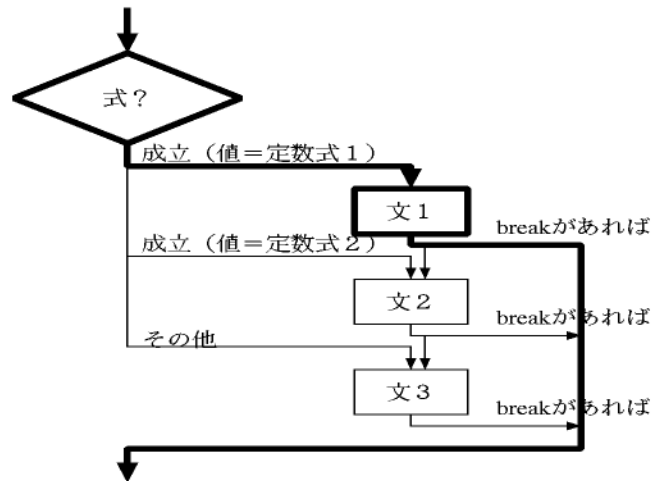 式？
成立（値＝定数式１）
文１
breakがあれば
成立（値＝定数式２）
文２
breakがあれば
その他
文３
breakがあれば